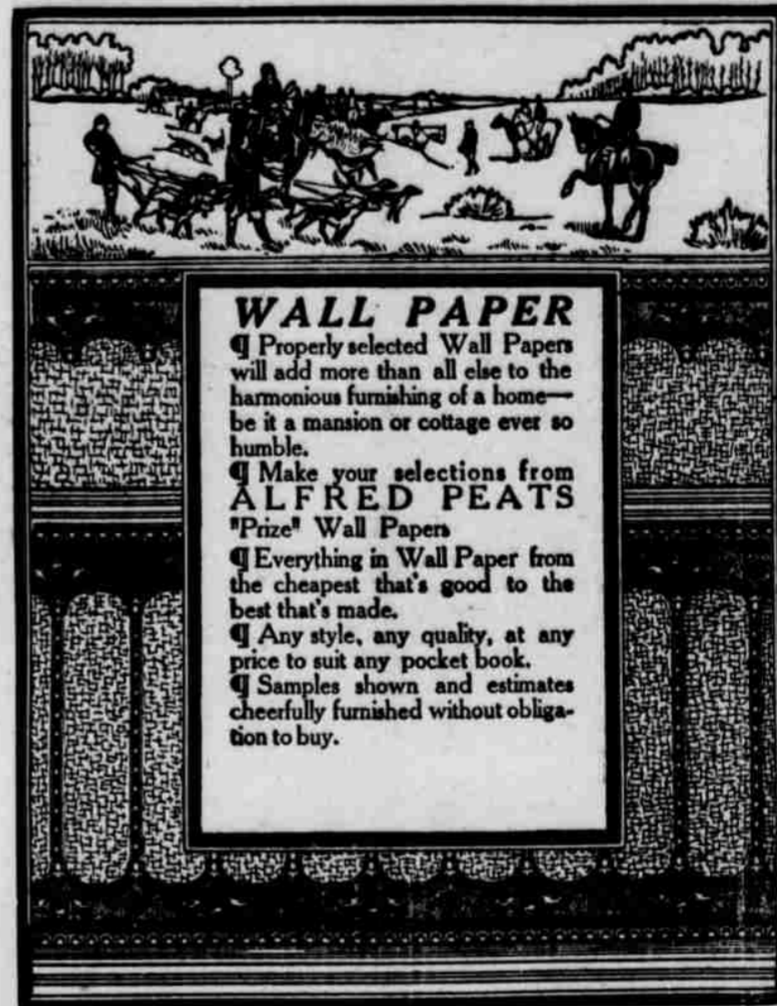 WALL PAPER
¶ Properly selected Wall Papers
will add more than all else to the
harmonious furnishing of a home—
be it a mansion or cottage ever so
humble.
¶ Make your selections from
ALFRED PEATS
"Prize" Wall Papers
¶ Everything in Wall Paper from
the cheapest that's good to the
best that's made.
¶ Any style, any quality, at any
price to suit any pocket book.
¶ Samples shown and estimates
cheerfully furnished without obliga-
tion to buy.